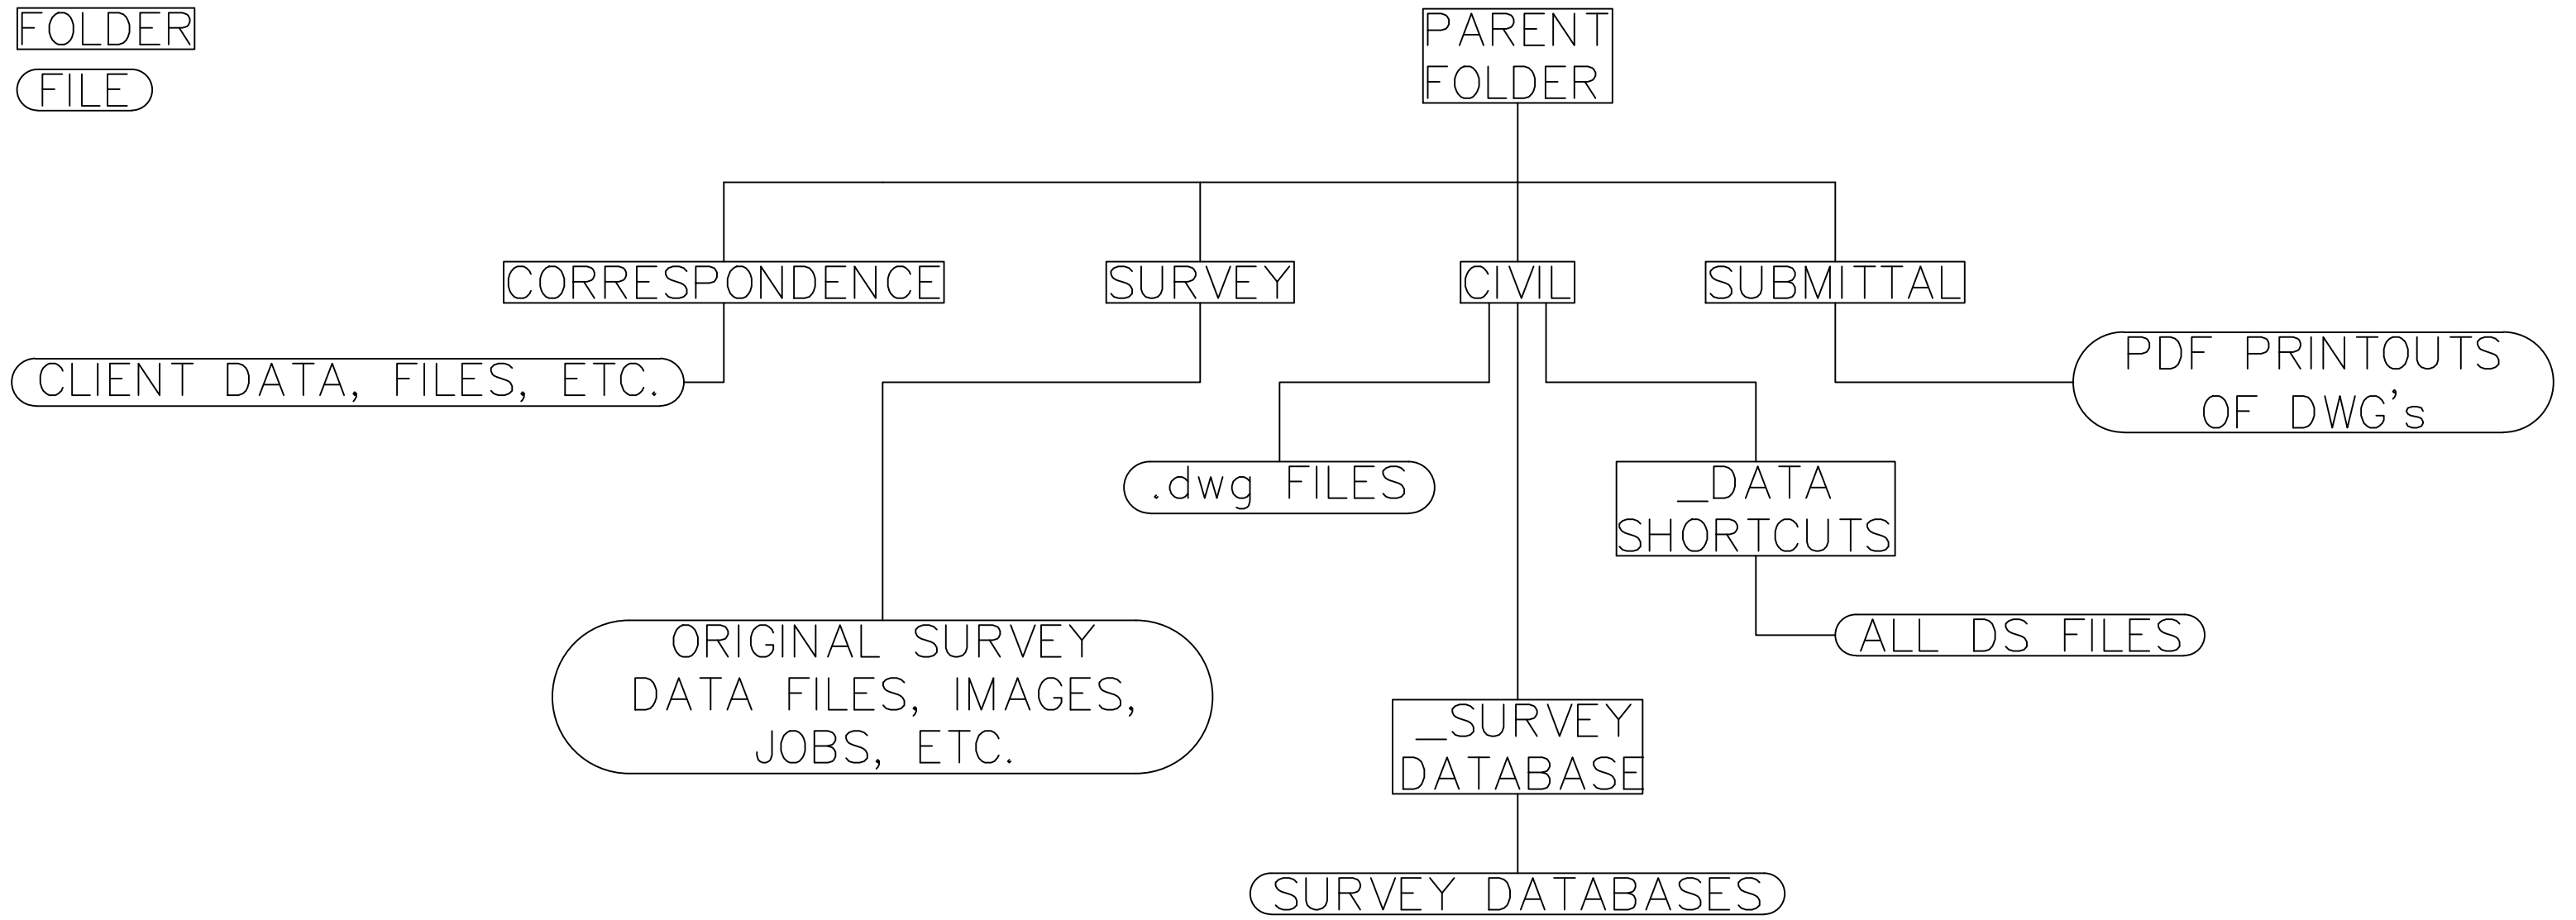 FOLDER
FILE
PARENT
FOLDER
CORRESPONDENCE
SURVEY
CIVIL
SUBMITTAL
CLIENT DATA, FILES, ETC.
PDF PRINTOUTS
OF DWG's
.dwg FILES
_DATA
SHORTCUTS
ORIGINAL SURVEY
DATA FILES, IMAGES,
JOBS, ETC.
ALL DS FILES
_SURVEY
DATABASE
SURVEY DATABASES